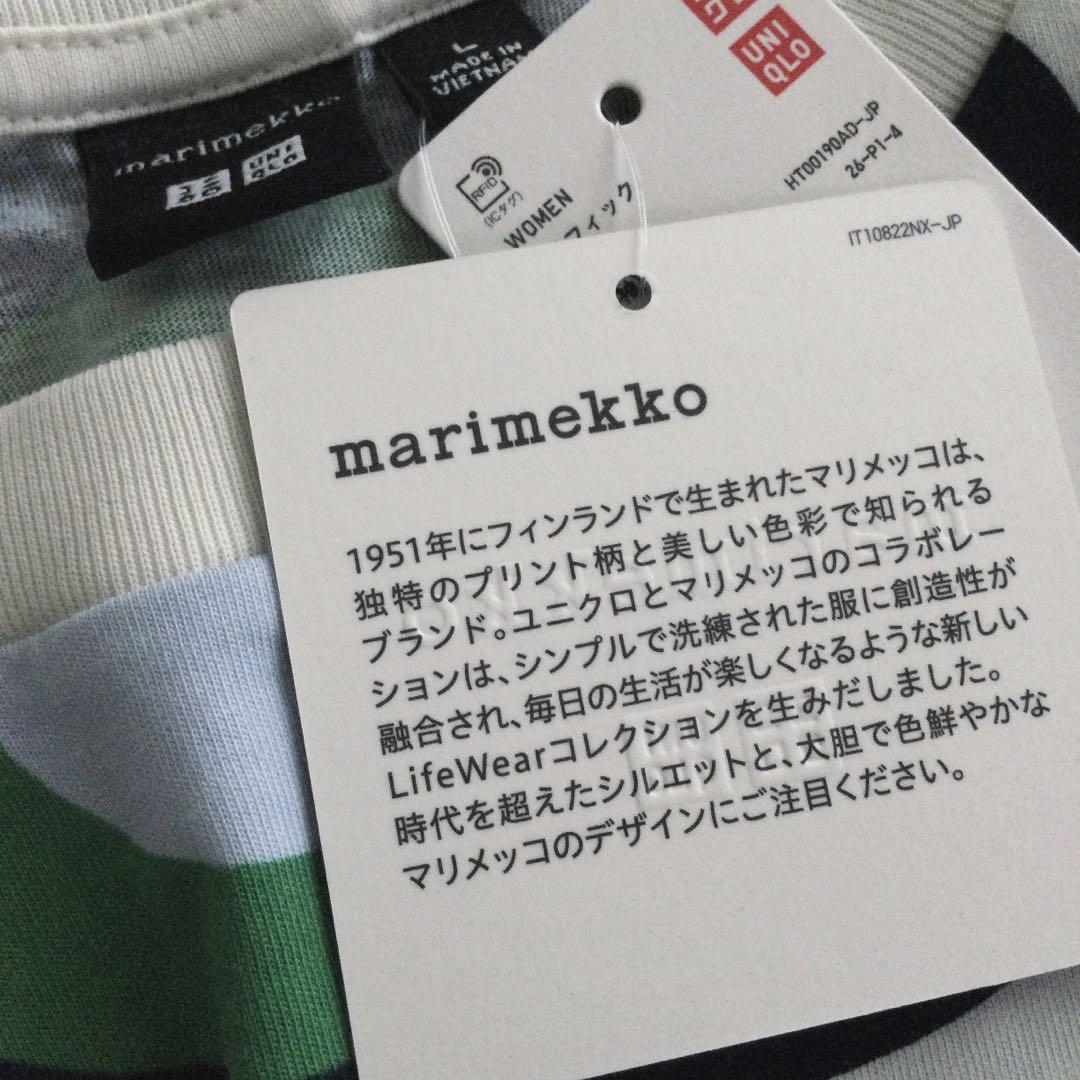 L
MADE IN
VIETNAM
marimekko
UNI
QLO
UNI
QLO
RFID
(ICタグ)
WOMEN
フィック
HT00190AD-JP
26-P1-4
IT10822NX-JP
marimekko
1951年にフィンランドで生まれたマリメッコは、
独特のプリント柄と美しい色彩で知られる
ブランド。ユニクロとマリメッコのコラボレー
ションは、シンプルで洗練された服に創造性が
融合され、毎日の生活が楽しくなるような新しい
LifeWearコレクションを生みだしました。
時代を超えたシルエットと、大胆で色鮮やかな
マリメッコのデザインにご注目ください。